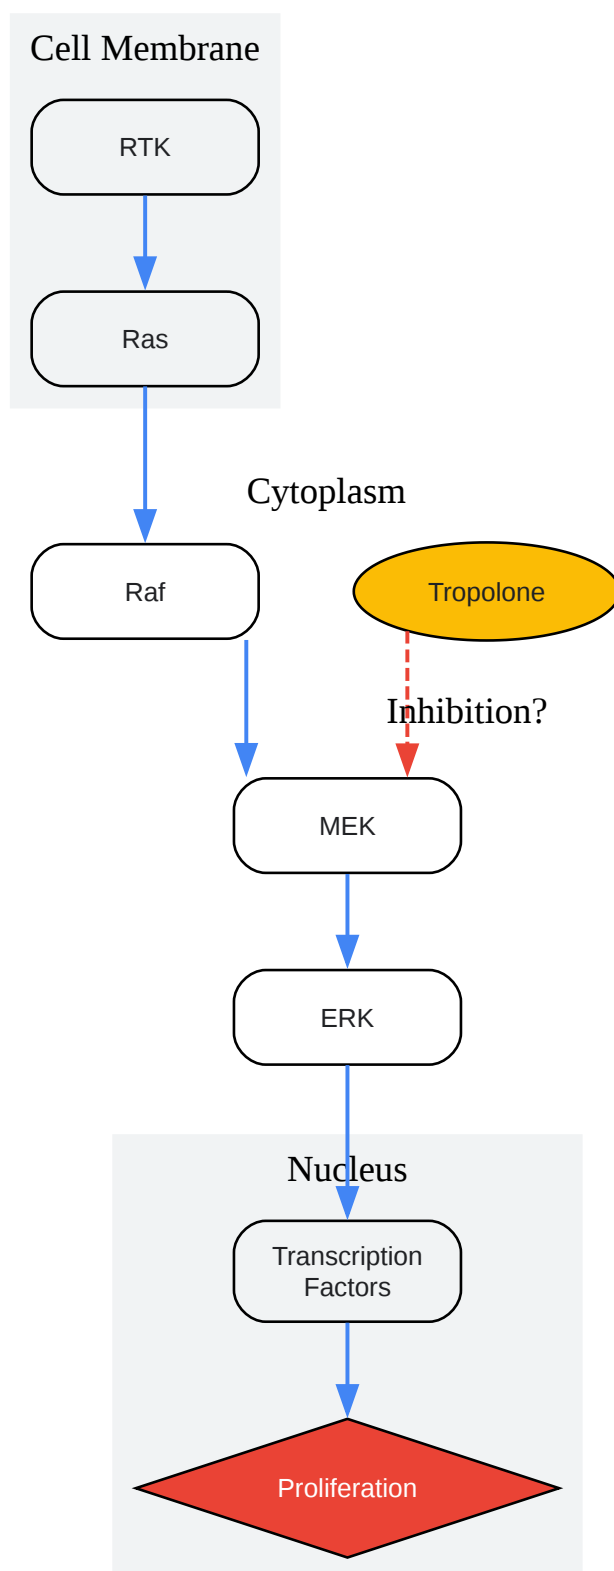 Cell Membrane
RTK
Ras
Cytoplasm
Raf
Tropolone
Inhibition?
MEK
ERK
Nucleus
Transcription
Factors
Proliferation